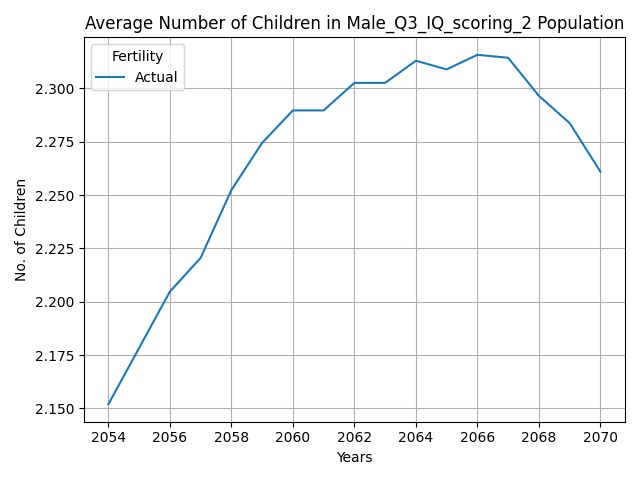 Average Number of Children in Male_Q3_IQ_scoring_2 Population
Fertility
Actual
2.300
2.275
2.250
2.225
2.200
2.175
2.150
No. of Children
2054 2056 2058 2060 2062 2064 2066 2068 2070
Years